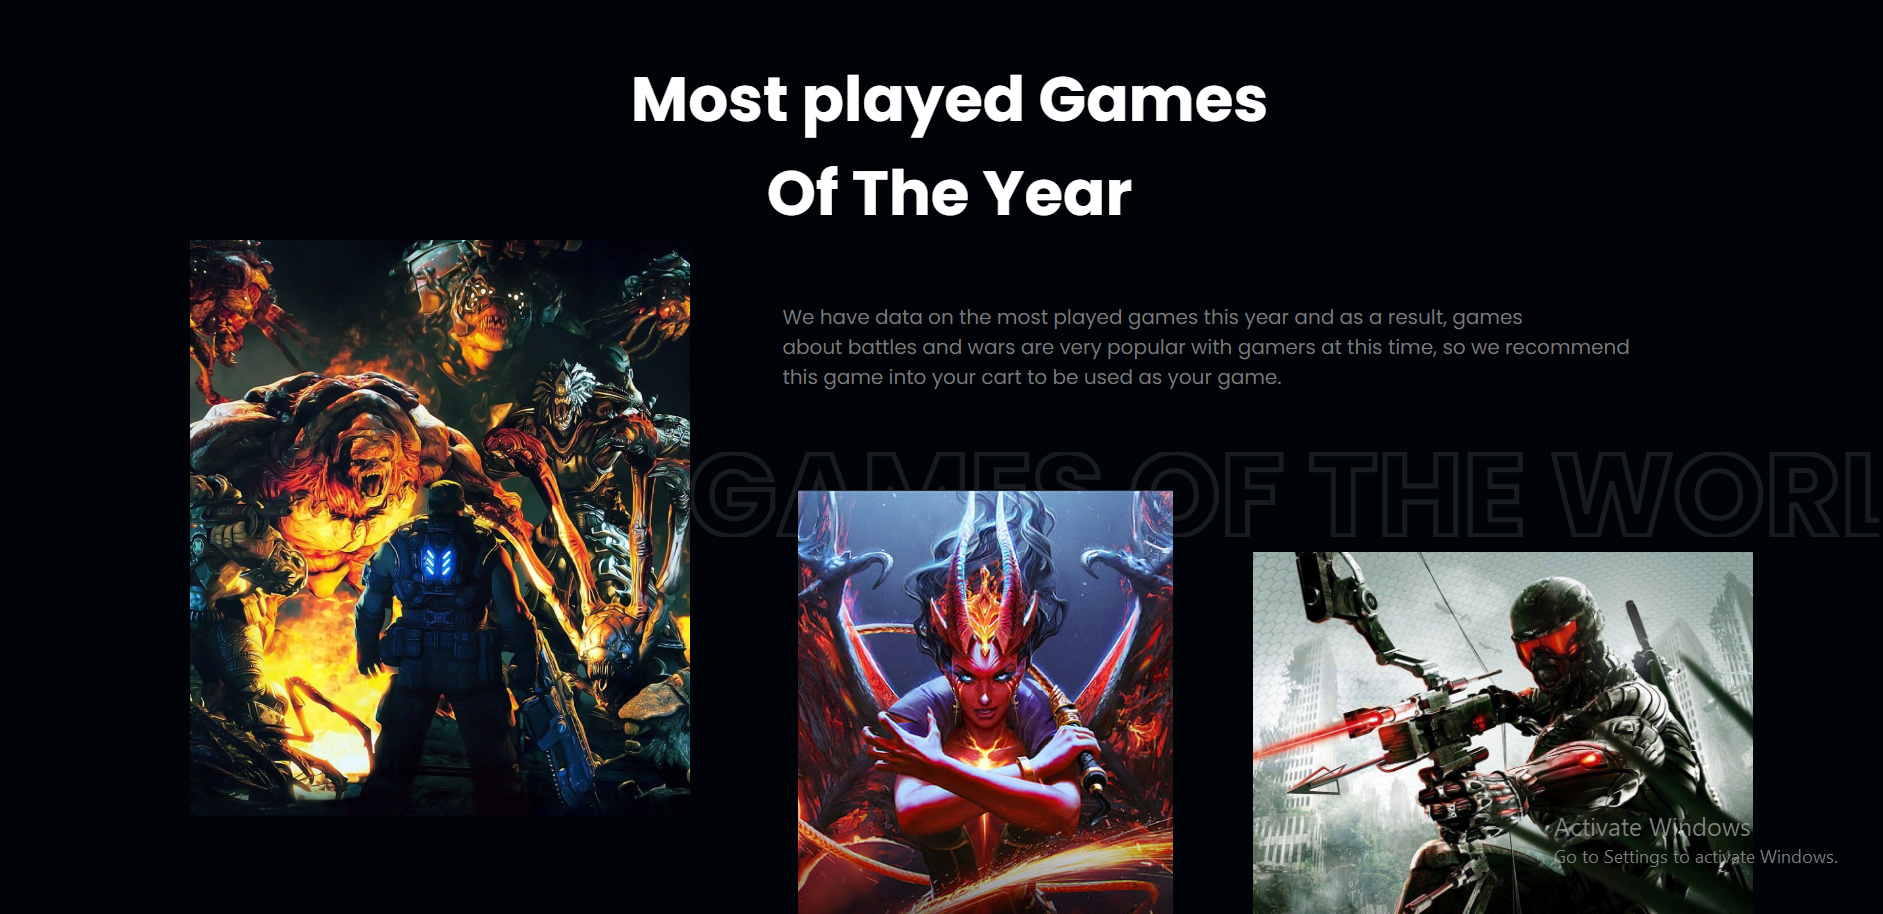 Most played Games
Of The Year
We have data on the most played games this year and as a result, games
about battles and wars are very popular with gamers at this time, so we recommend
this game into your cart to be used as your game.
GAMES OF THE WORL
Activate Windows
Go to Settings to activate Windows.